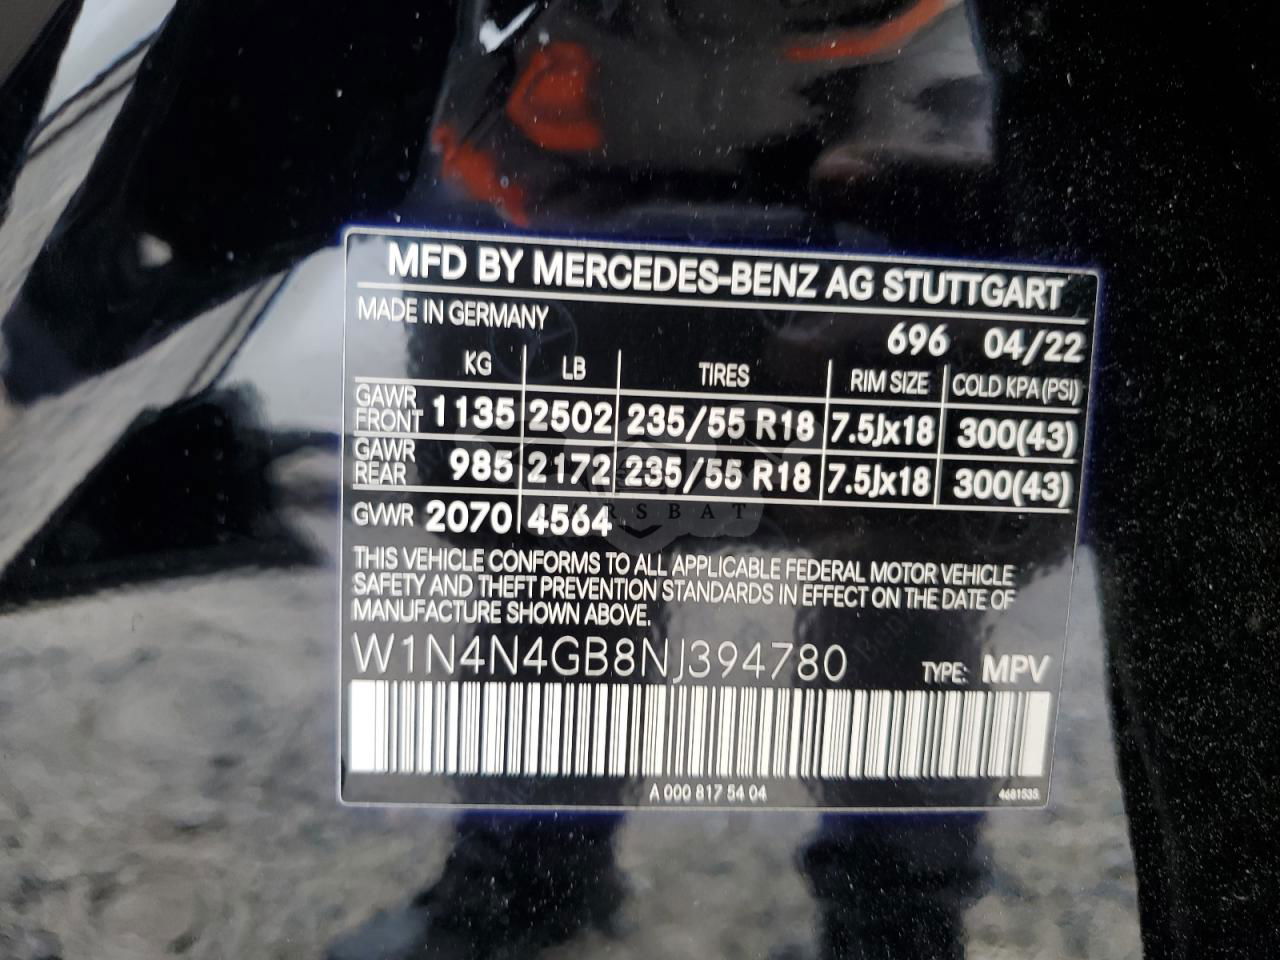 MFD BY MERCEDES-BENZ AG STUTTGART
MADE IN GERMANY
696 04/22
KG LB TIRES RIM SIZE COLD KPA (PSI)
GAWR FRONT 1135 2502 235/55 R18 7.5Jx18 300(43)
GAWR REAR 985 2172 235/55 R18 7.5Jx18 300(43)
GVWR 2070 4564
THIS VEHICLE CONFORMS TO ALL APPLICABLE FEDERAL MOTOR VEHICLE
SAFETY AND THEFT PREVENTION STANDARDS IN EFFECT ON THE DATE OF
MANUFACTURE SHOWN ABOVE.
W1N4N4GB8NJ394780 TYPE: MPV
A 000 817 54 04
4681535